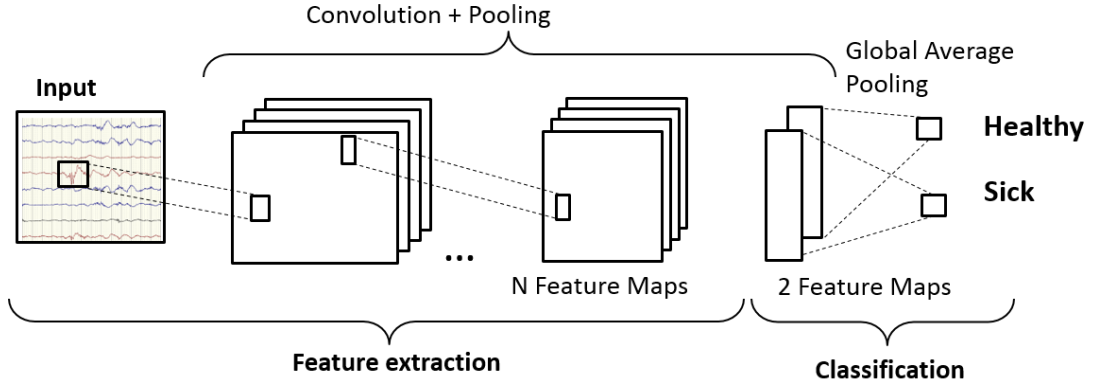 Convolution + Pooling
Global Average
Pooling
Input
Healthy
Sick
...
N Feature Maps
2 Feature Maps
Feature extraction
Classification